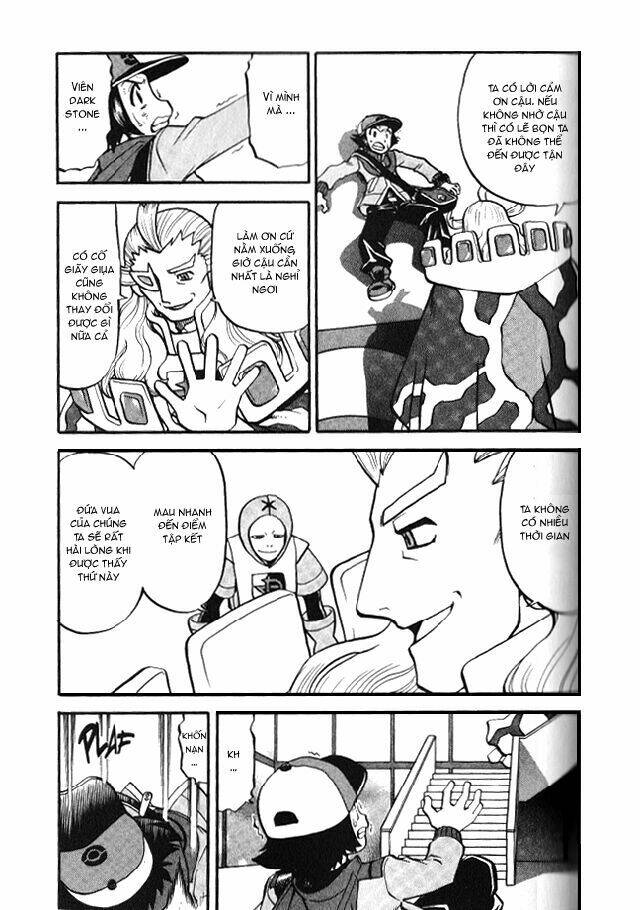 TA CÓ LỜI CẢM
ƠN CẬU. NẾU
KHÔNG NHỜ CẬU
THÌ CÓ LẼ BỌN TA
ĐÃ KHÔNG THỂ
ĐẾN ĐƯỢC TẬN
ĐÂY
VÌ MÌNH
MÀ ...
VIÊN
DARK
STONE
...
LÀM ƠN CỨ
NẰM XUỐNG,
GIỜ CẬU CẦN
NHẤT LÀ NGHỈ
NGƠI
CÓ CỐ
GIÃY GIỤA
CŨNG
KHÔNG
THAY ĐỔI
ĐƯỢC GÌ
NỮA CẢ
TA KHÔNG
CÓ NHIỀU
THỜI GIAN
MAU NHANH
ĐẾN ĐIỂM
TẬP KẾT
ĐỨA VUA
CỦA CHÚNG
TA SẼ RẤT
HÀI LÒNG KHI
ĐƯỢC THẤY
THỨ NÀY
KH
...
KHỐN
NẠN
...
PLAF